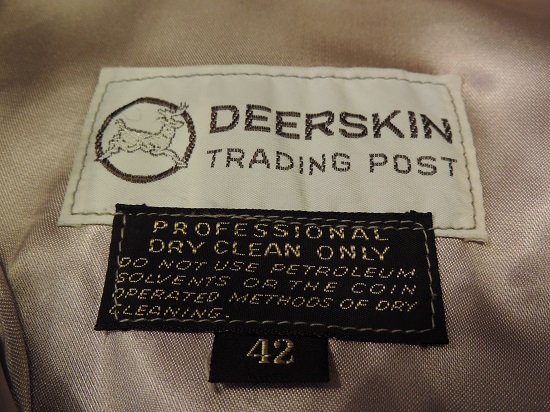 DEERSKIN
TRADING POST
PROFESSIONAL
DRY CLEAN ONLY
DO NOT USE PETROLEUM
SOLVENTS OR THE COIN
OPERATED METHODS OF DRY
CLEANING.
42